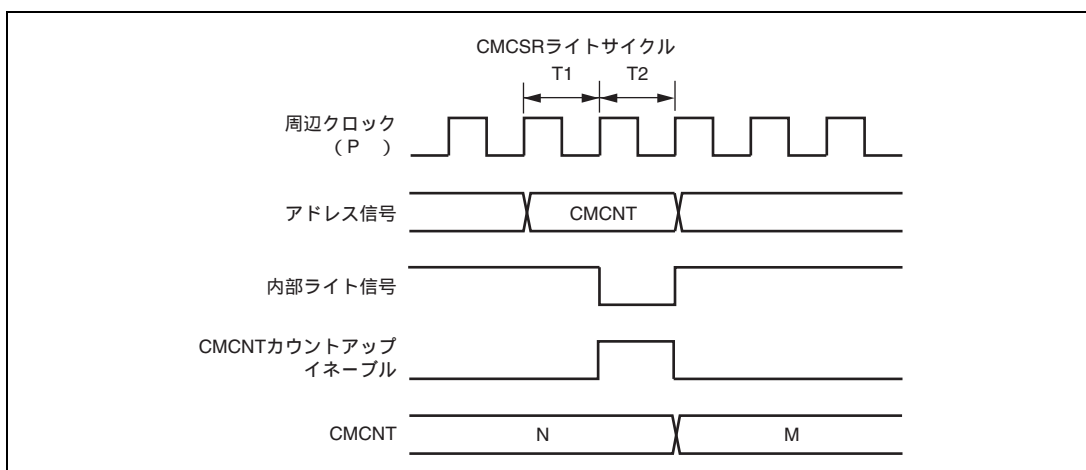 CMCSRライトサイクル
T1 T2
周辺クロック
（P　）
アドレス信号
CMCNT
内部ライト信号
CMCNTカウントアップ
イネーブル
CMCNT
N M